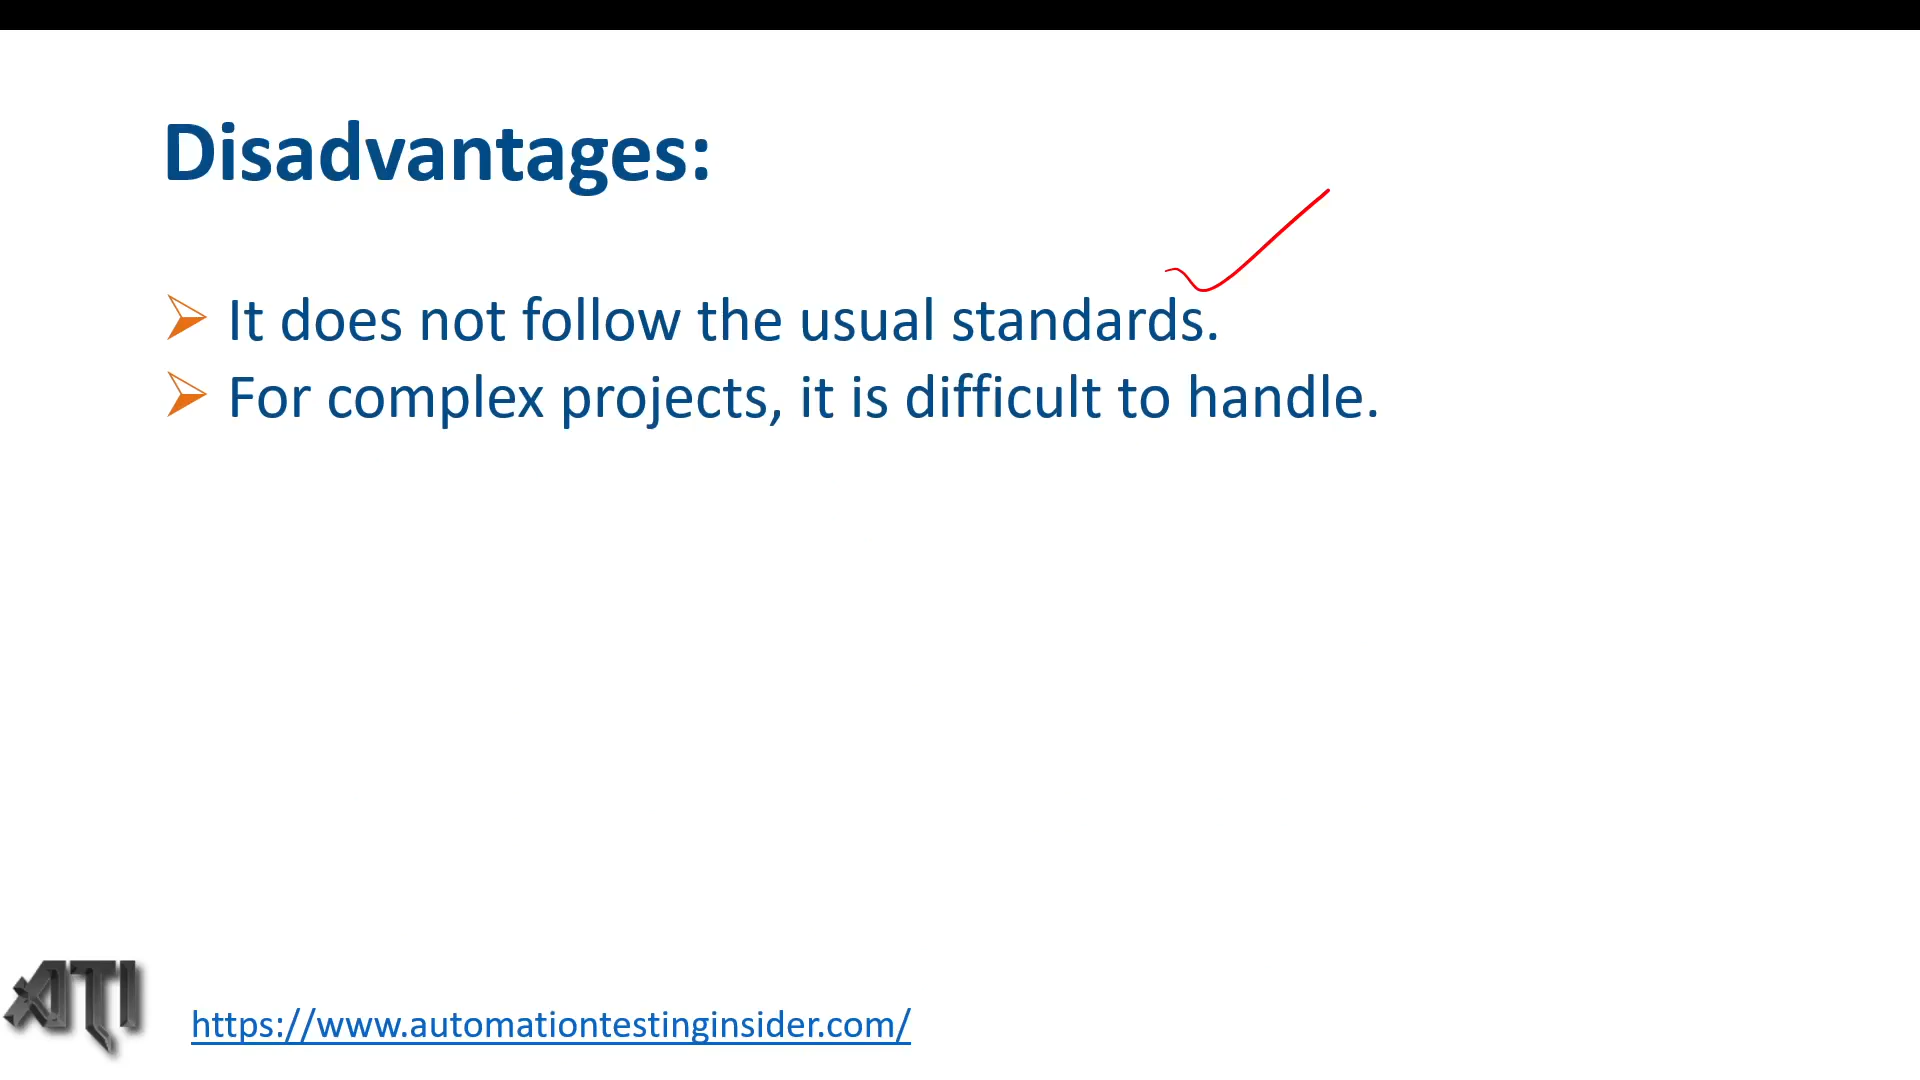 Disadvantages:
It does not follow the usual standards.
For complex projects, it is difficult to handle.
ATI
https://www.automationtestinginsider.com/